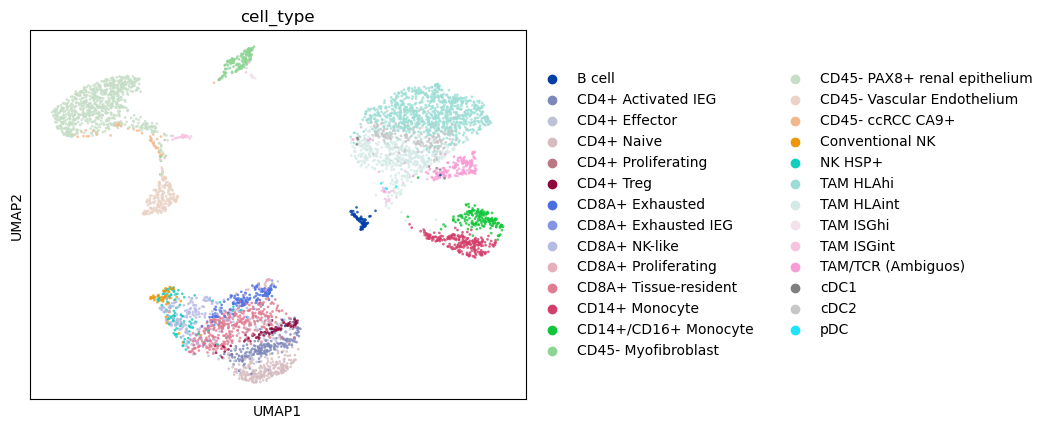 cell_type
UMAP2
UMAP1
B cell
CD4+ Activated IEG
CD4+ Effector
CD4+ Naive
CD4+ Proliferating
CD4+ Treg
CD8A+ Exhausted
CD8A+ Exhausted IEG
CD8A+ NK-like
CD8A+ Proliferating
CD8A+ Tissue-resident
CD14+ Monocyte
CD14+/CD16+ Monocyte
CD45- Myofibroblast
CD45- PAX8+ renal epithelium
CD45- Vascular Endothelium
CD45- ccRCC CA9+
Conventional NK
NK HSP+
TAM HLAhi
TAM HLAint
TAM ISGhi
TAM ISGint
TAM/TCR (Ambiguos)
cDC1
cDC2
pDC